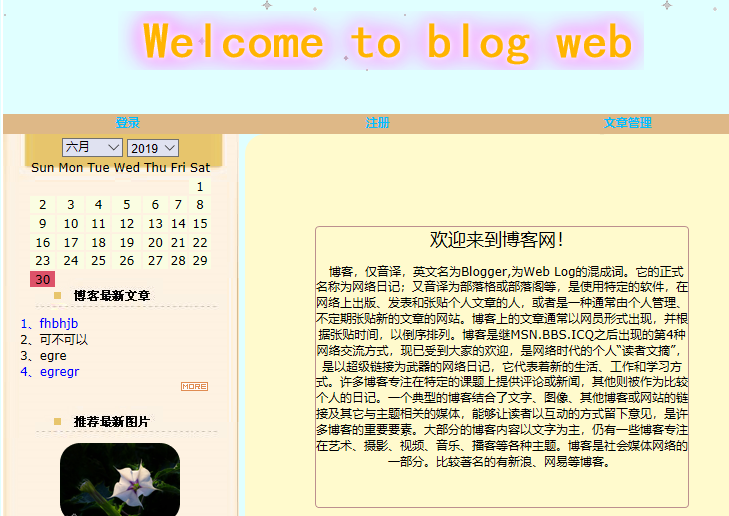 Welcome to blog web
登录 注册 文章管理
六月 2019
Sun Mon Tue Wed Thu Fri Sat
1
2 3 4 5 6 7 8
9 10 11 12 13 14 15
16 17 18 19 20 21 22
23 24 25 26 27 28 29
30
博客最新文章
1、fhbhjb
2、可不可以
3、egre
4、egregr
MORE
推荐最新图片
欢迎来到博客网！
博客，仅音译，英文名为Blogger,为Web Log的混成词。它的正式
名称为网络日记；又音译为部落格或部落阁等，是使用特定的软件，在
网络上出版、发表和张贴个人文章的人，或者是一种通常由个人管理、
不定期张贴新的文章的网站。博客上的文章通常以网员形式出现，并根
据张贴时间，以倒序排列。博客是继MSN.BBS.ICQ之后出现的第4种
网络交流方式，现已受到大家的欢迎，是网络时代的个人“读者文摘”，
是以超级链接为武器的网络日记，它代表着新的生活、工作和学习方
式。许多博客专注在特定的课题上提供评论或新闻，其他则被作为比较
个人的日记。一个典型的博客结合了文字、图像、其他博客或网站的链
接及其它与主题相关的媒体，能够让读者以互动的方式留下意见，是许
多博客的重要要素。大部分的博客内容以文字为主，仍有一些博客专注
在艺术、摄影、视频、音乐、播客等各种主题。博客是社会媒体网络的
一部分。比较著名的有新浪、网易等博客。